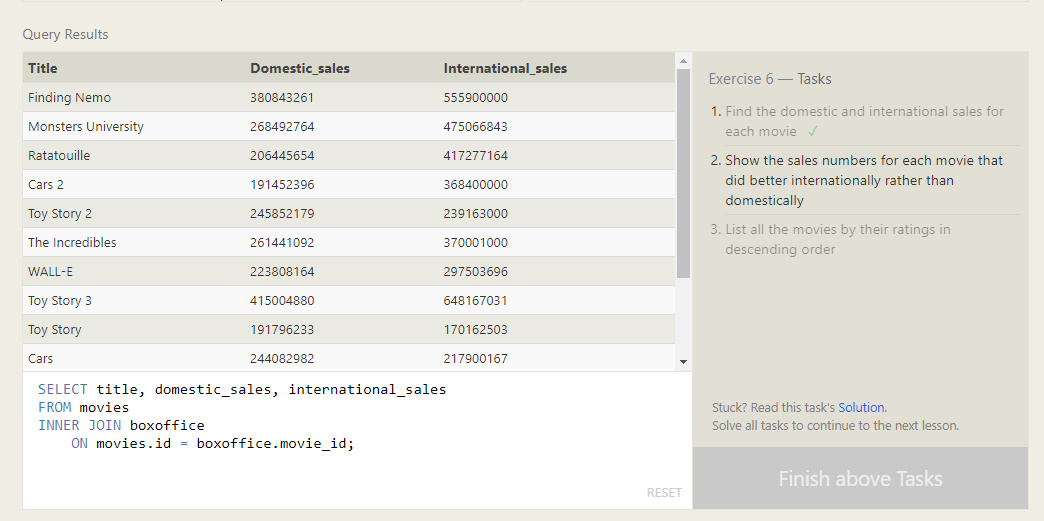 Query Results
Title Domestic_sales International_sales
Finding Nemo 380843261 555900000
Monsters University 268492764 475066843
Ratatouille 206445654 417277164
Cars 2 191452396 368400000
Toy Story 2 245852179 239163000
The Incredibles 261441092 370001000
WALL-E 223808164 297503696
Toy Story 3 415004880 648167031
Toy Story 191796233 170162503
Cars 244082982 217900167
SELECT title, domestic_sales, international_sales
FROM movies
INNER JOIN boxoffice
    ON movies.id = boxoffice.movie_id;
RESET
Exercise 6 — Tasks
1. Find the domestic and international sales for
each movie ✓
2. Show the sales numbers for each movie that
did better internationally rather than
domestically
3. List all the movies by their ratings in
descending order
Stuck? Read this task's Solution.
Solve all tasks to continue to the next lesson.
Finish above Tasks